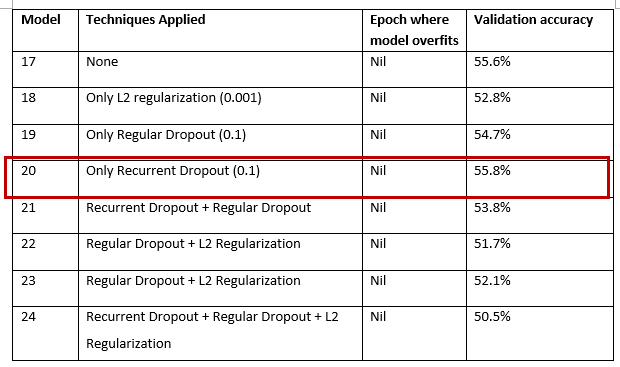 Model Techniques Applied Epoch where Validation accuracy
model overfits
17 None Nil 55.6%
18 Only L2 regularization (0.001) Nil 52.8%
19 Only Regular Dropout (0.1) Nil 54.7%
20 Only Recurrent Dropout (0.1) Nil 55.8%
21 Recurrent Dropout + Regular Dropout Nil 53.8%
22 Regular Dropout + L2 Regularization Nil 51.7%
23 Regular Dropout + L2 Regularization Nil 52.1%
24 Recurrent Dropout + Regular Dropout + L2 Nil 50.5%
Regularization